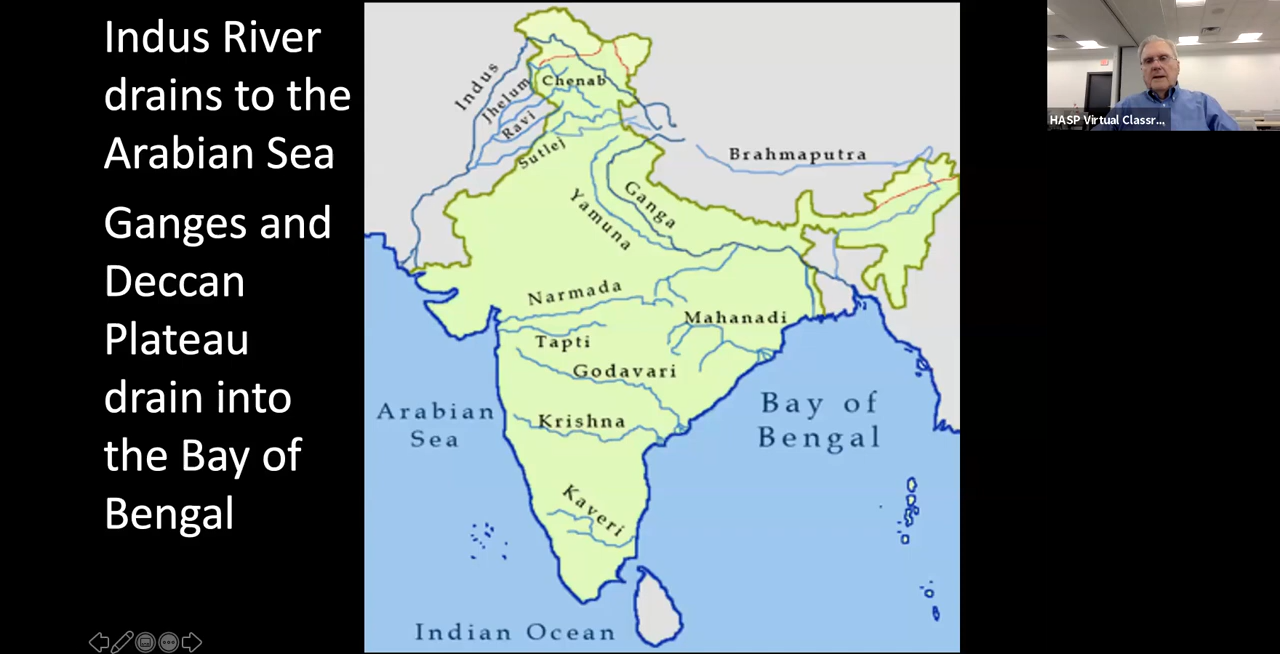 Indus River
drains to the
Arabian Sea
Ganges and
Deccan
Plateau
drain into
the Bay of
Bengal
Indus
Jhelum
Chenab
Ravi
Sutlej
Brahmaputra
Ganga
Yamuna
Narmada
Mahanadi
Tapti
Godavari
Krishna
Kaveri
Arabian
Sea
Bay of
Bengal
Indian Ocean
HASP Virtual Classr...